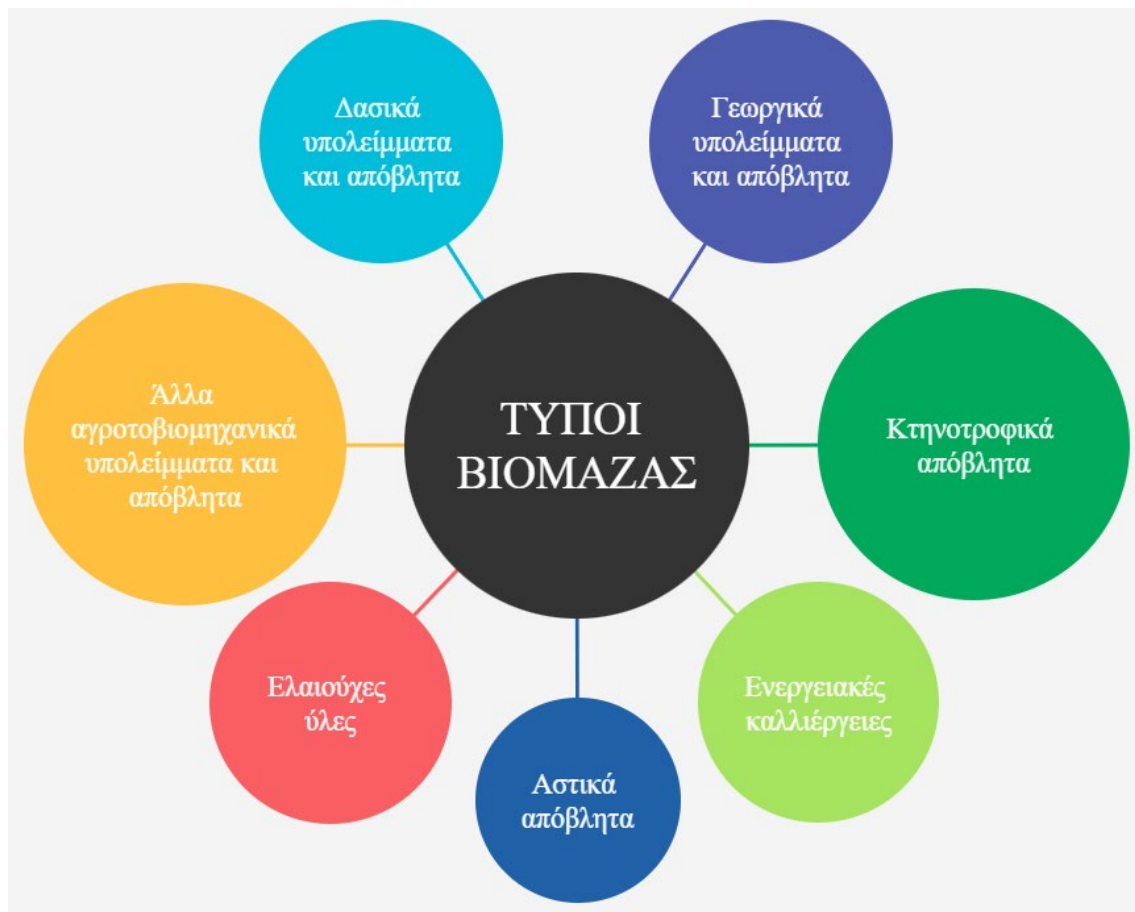 Δασικά
υπολείμματα
και απόβλητα
Γεωργικά
υπολείμματα
και απόβλητα
Άλλα
αγροτοβιομηχανικά
υπολείμματα και
απόβλητα
ΤΥΠΟΙ
ΒΙΟΜΑΖΑΣ
Κτηνοτροφικά
απόβλητα
Ελαιούχες
ύλες
Αστικά
απόβλητα
Ενεργειακές
καλλιέργειες